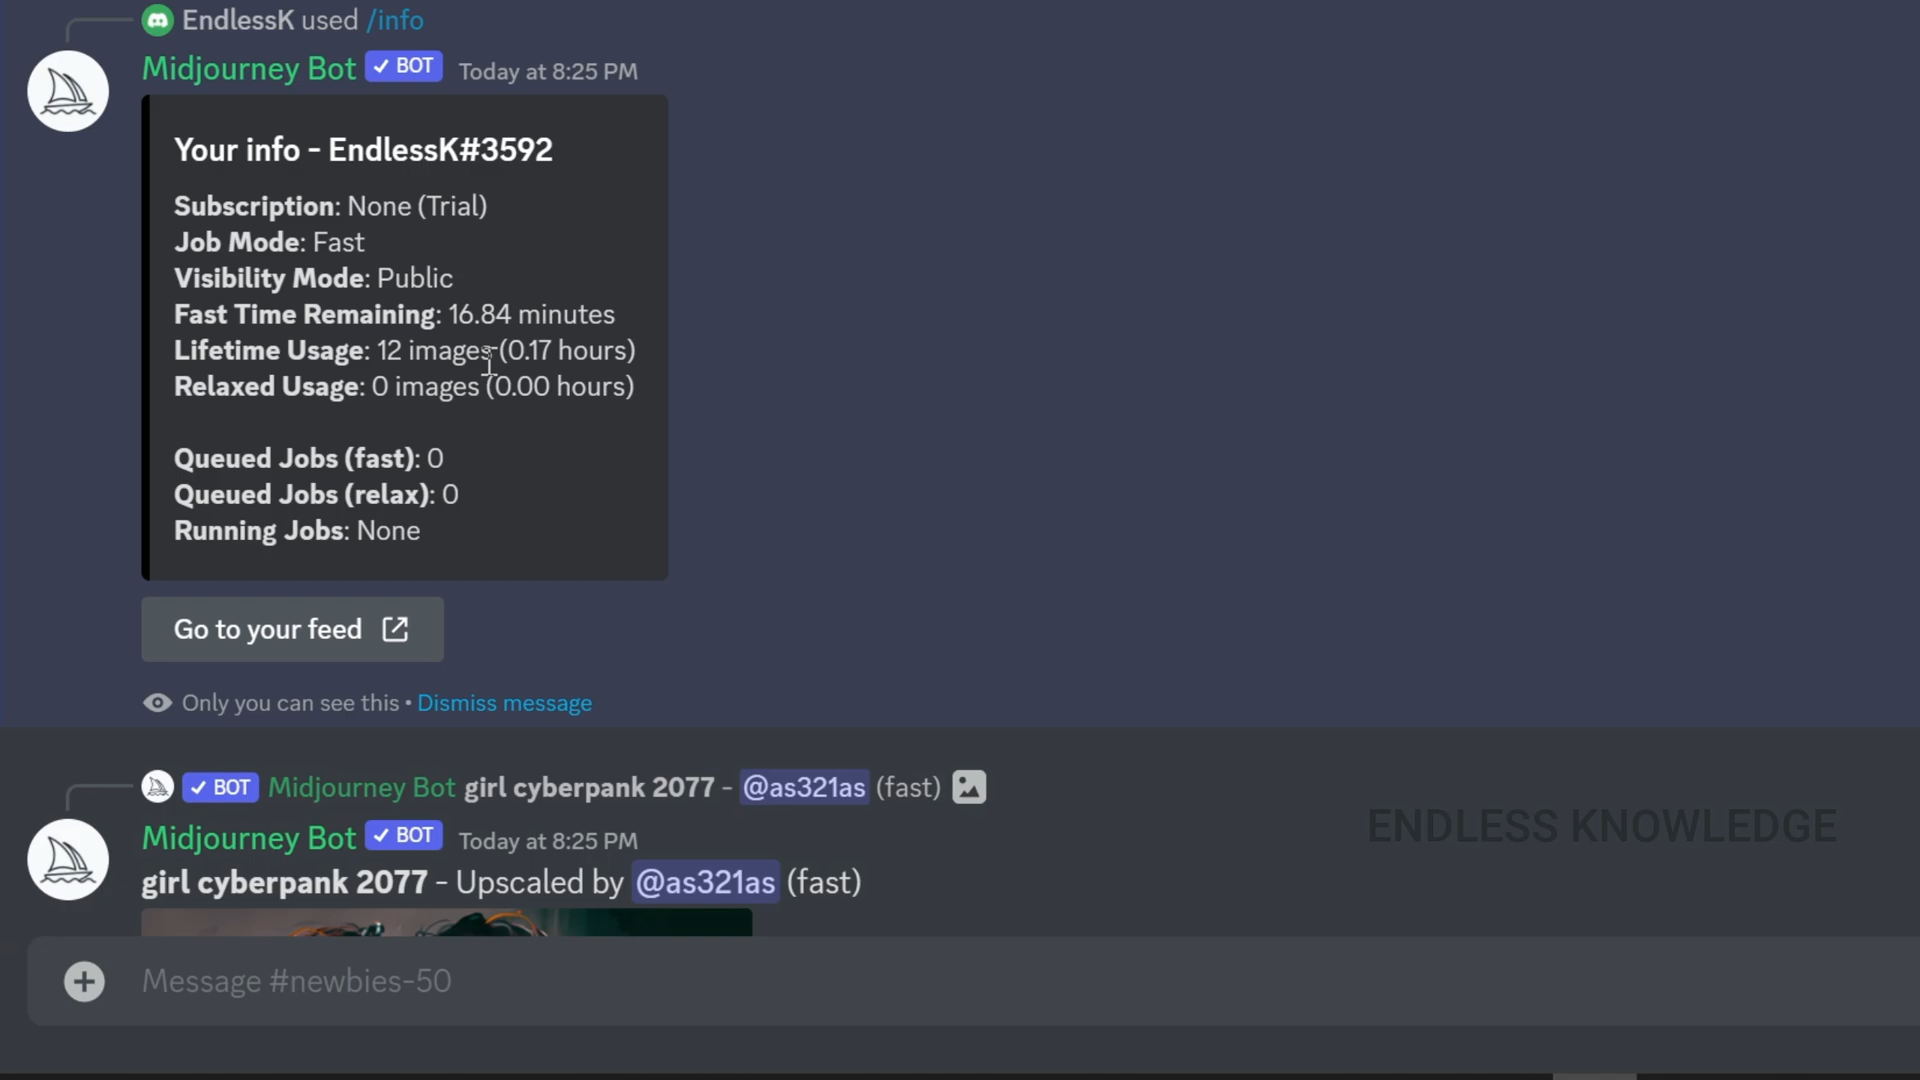 EndlessK used /info
Midjourney Bot ✓ BOT Today at 8:25 PM
Your info - EndlessK#3592
Subscription: None (Trial)
Job Mode: Fast
Visibility Mode: Public
Fast Time Remaining: 16.84 minutes
Lifetime Usage: 12 images (0.17 hours)
Relaxed Usage: 0 images (0.00 hours)
Queued Jobs (fast): 0
Queued Jobs (relax): 0
Running Jobs: None
Go to your feed
Only you can see this • Dismiss message
✓ BOT Midjourney Bot girl cyberpank 2077 - @as321as (fast)
ENDLESS KNOWLEDGE
Midjourney Bot ✓ BOT Today at 8:25 PM
girl cyberpank 2077 - Upscaled by @as321as (fast)
Message #newbies-50